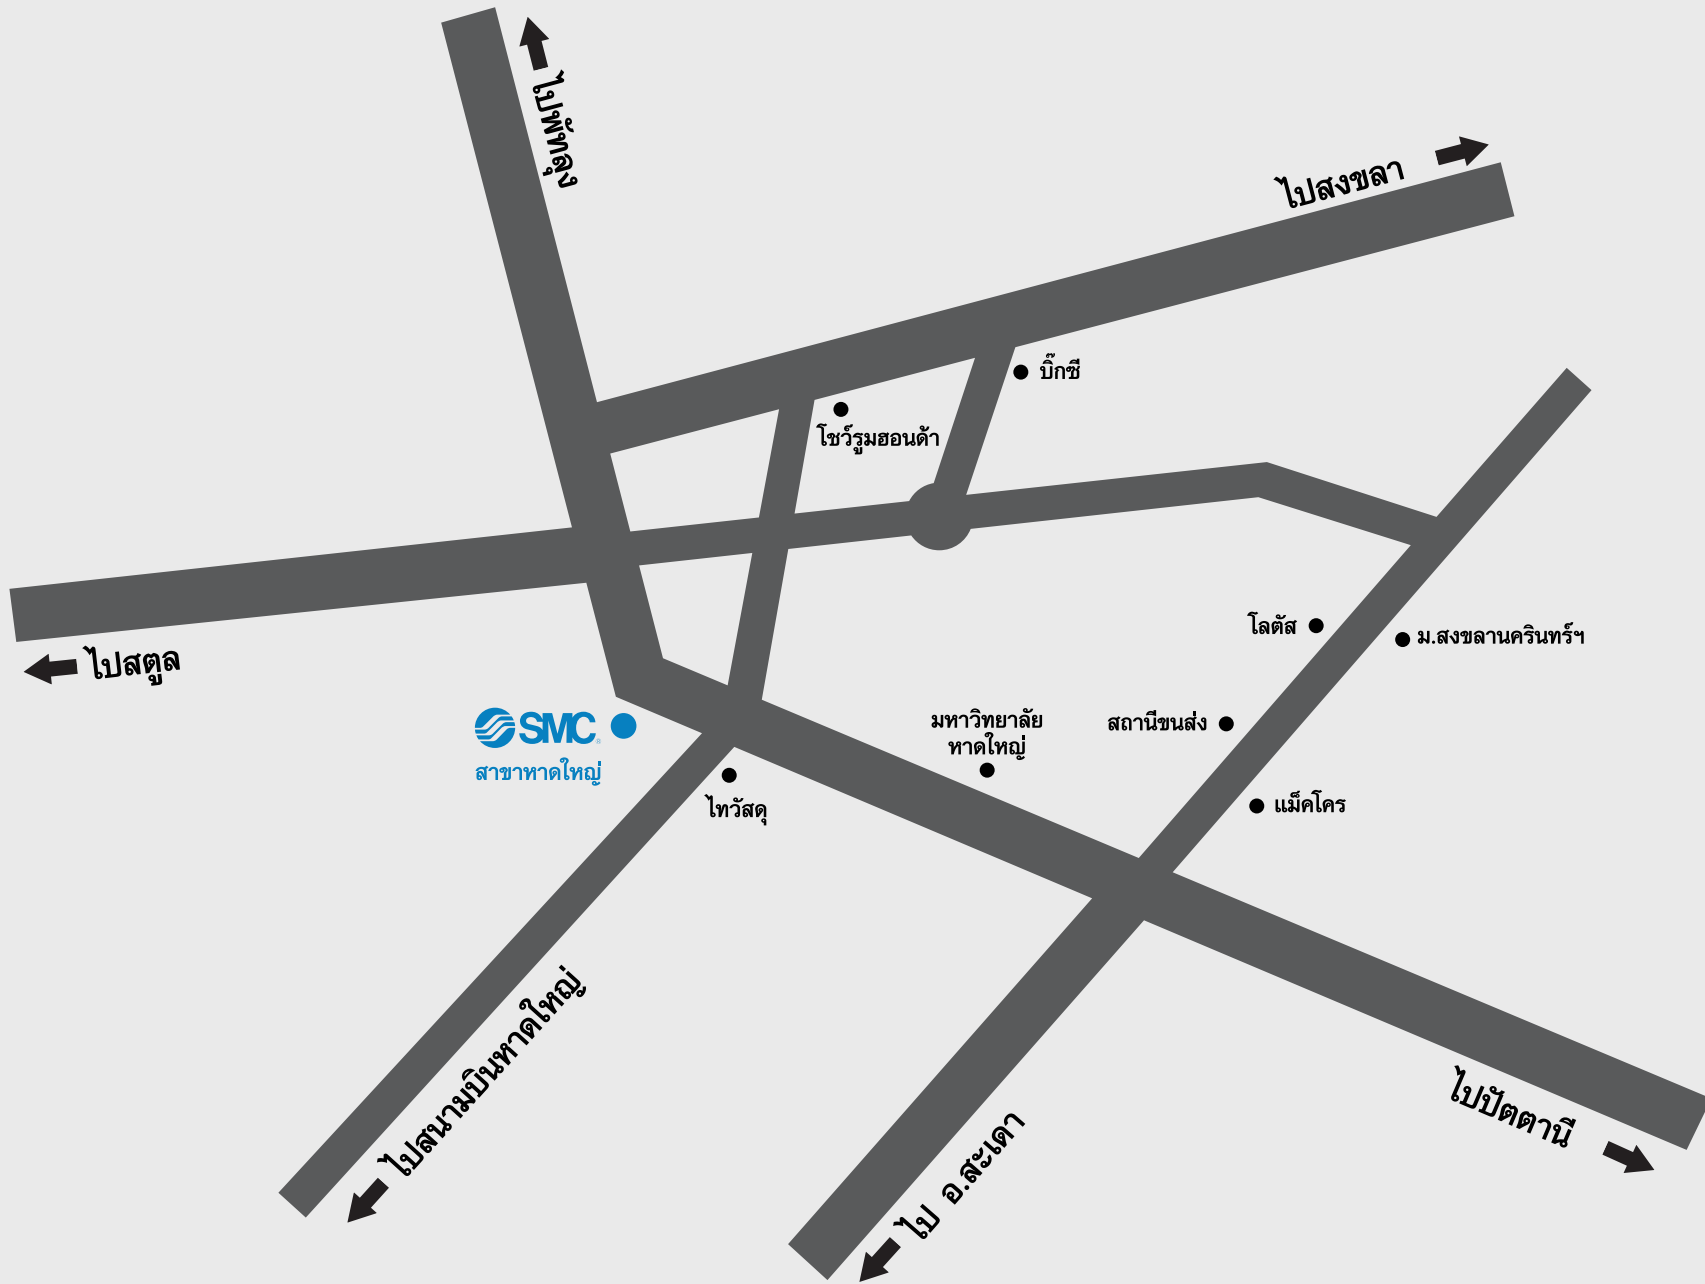 ไปพัทลุง
ไปสงขลา
บิ๊กซี
โชว์รูมฮอนด้า
โลตัส
ม.สงขลานครินทร์ฯ
ไปสตูล
SMC
สาขาหาดใหญ่
มหาวิทยาลัย
หาดใหญ่
สถานีขนส่ง
ไทวัสดุ
แม็คโคร
ไปสนามบินหาดใหญ่
ไป อ.สะเดา
ไปปัตตานี